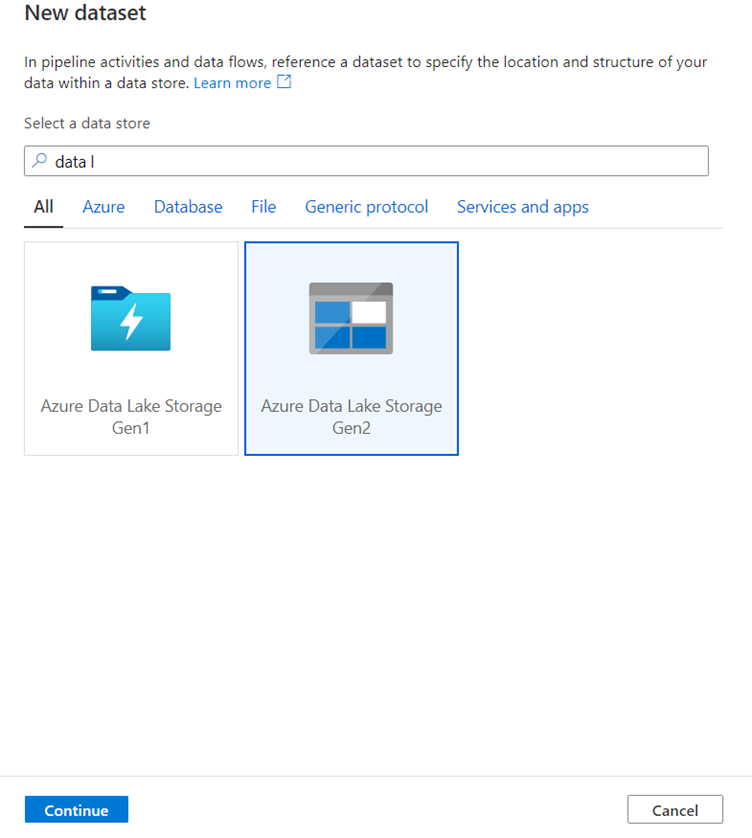 New dataset
In pipeline activities and data flows, reference a dataset to specify the location and structure of your
data within a data store. Learn more
Select a data store
data l
All Azure Database File Generic protocol Services and apps
Azure Data Lake Storage
Gen1
Azure Data Lake Storage
Gen2
Continue Cancel